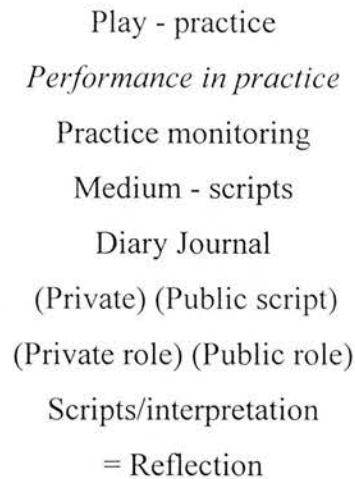 Play - practice
Performance in practice
Practice monitoring
Medium - scripts
Diary Journal
(Private) (Public script)
(Private role) (Public role)
Scripts/interpretation
= Reflection